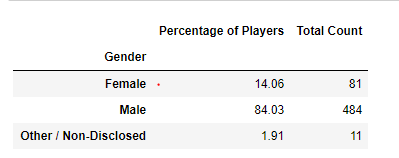 Percentage of Players Total Count
Gender
Female 14.06 81
Male 84.03 484
Other / Non-Disclosed 1.91 11